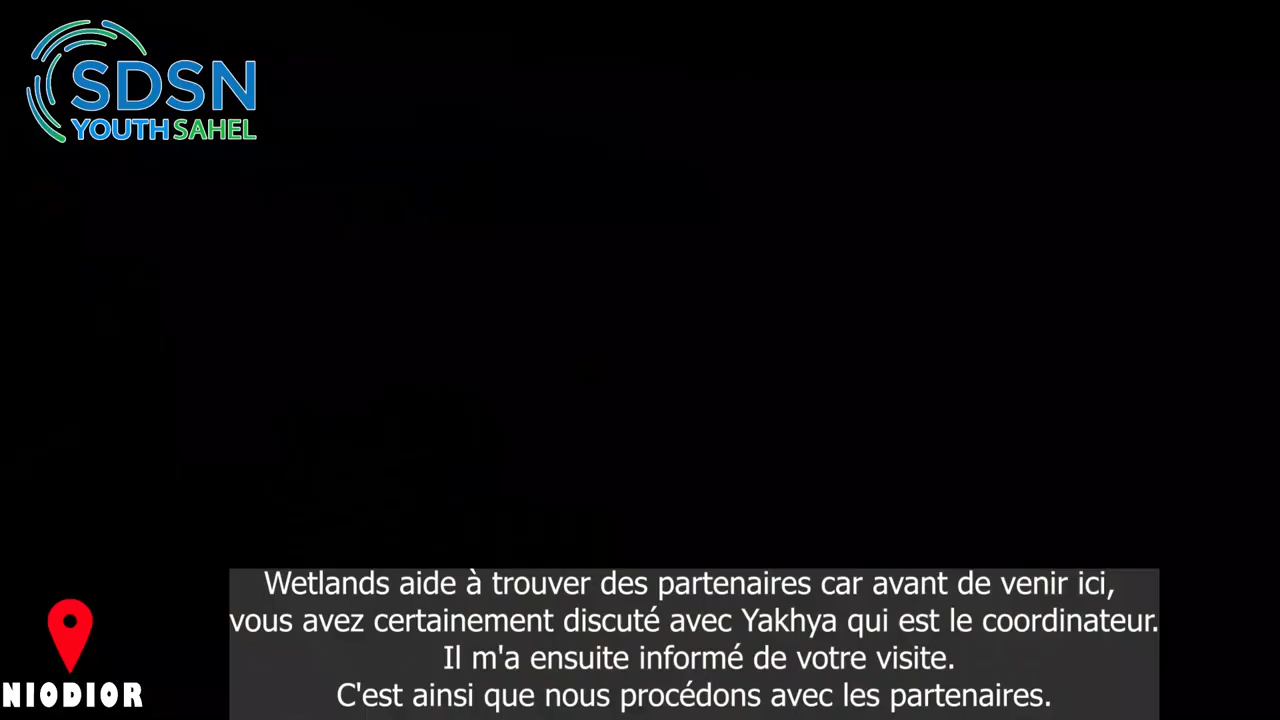 SDSN
YOUTH SAHEL
Wetlands aide à trouver des partenaires car avant de venir ici,
vous avez certainement discuté avec Yakhya qui est le coordinateur.
Il m'a ensuite informé de votre visite.
C'est ainsi que nous procédons avec les partenaires.
NIODIOR